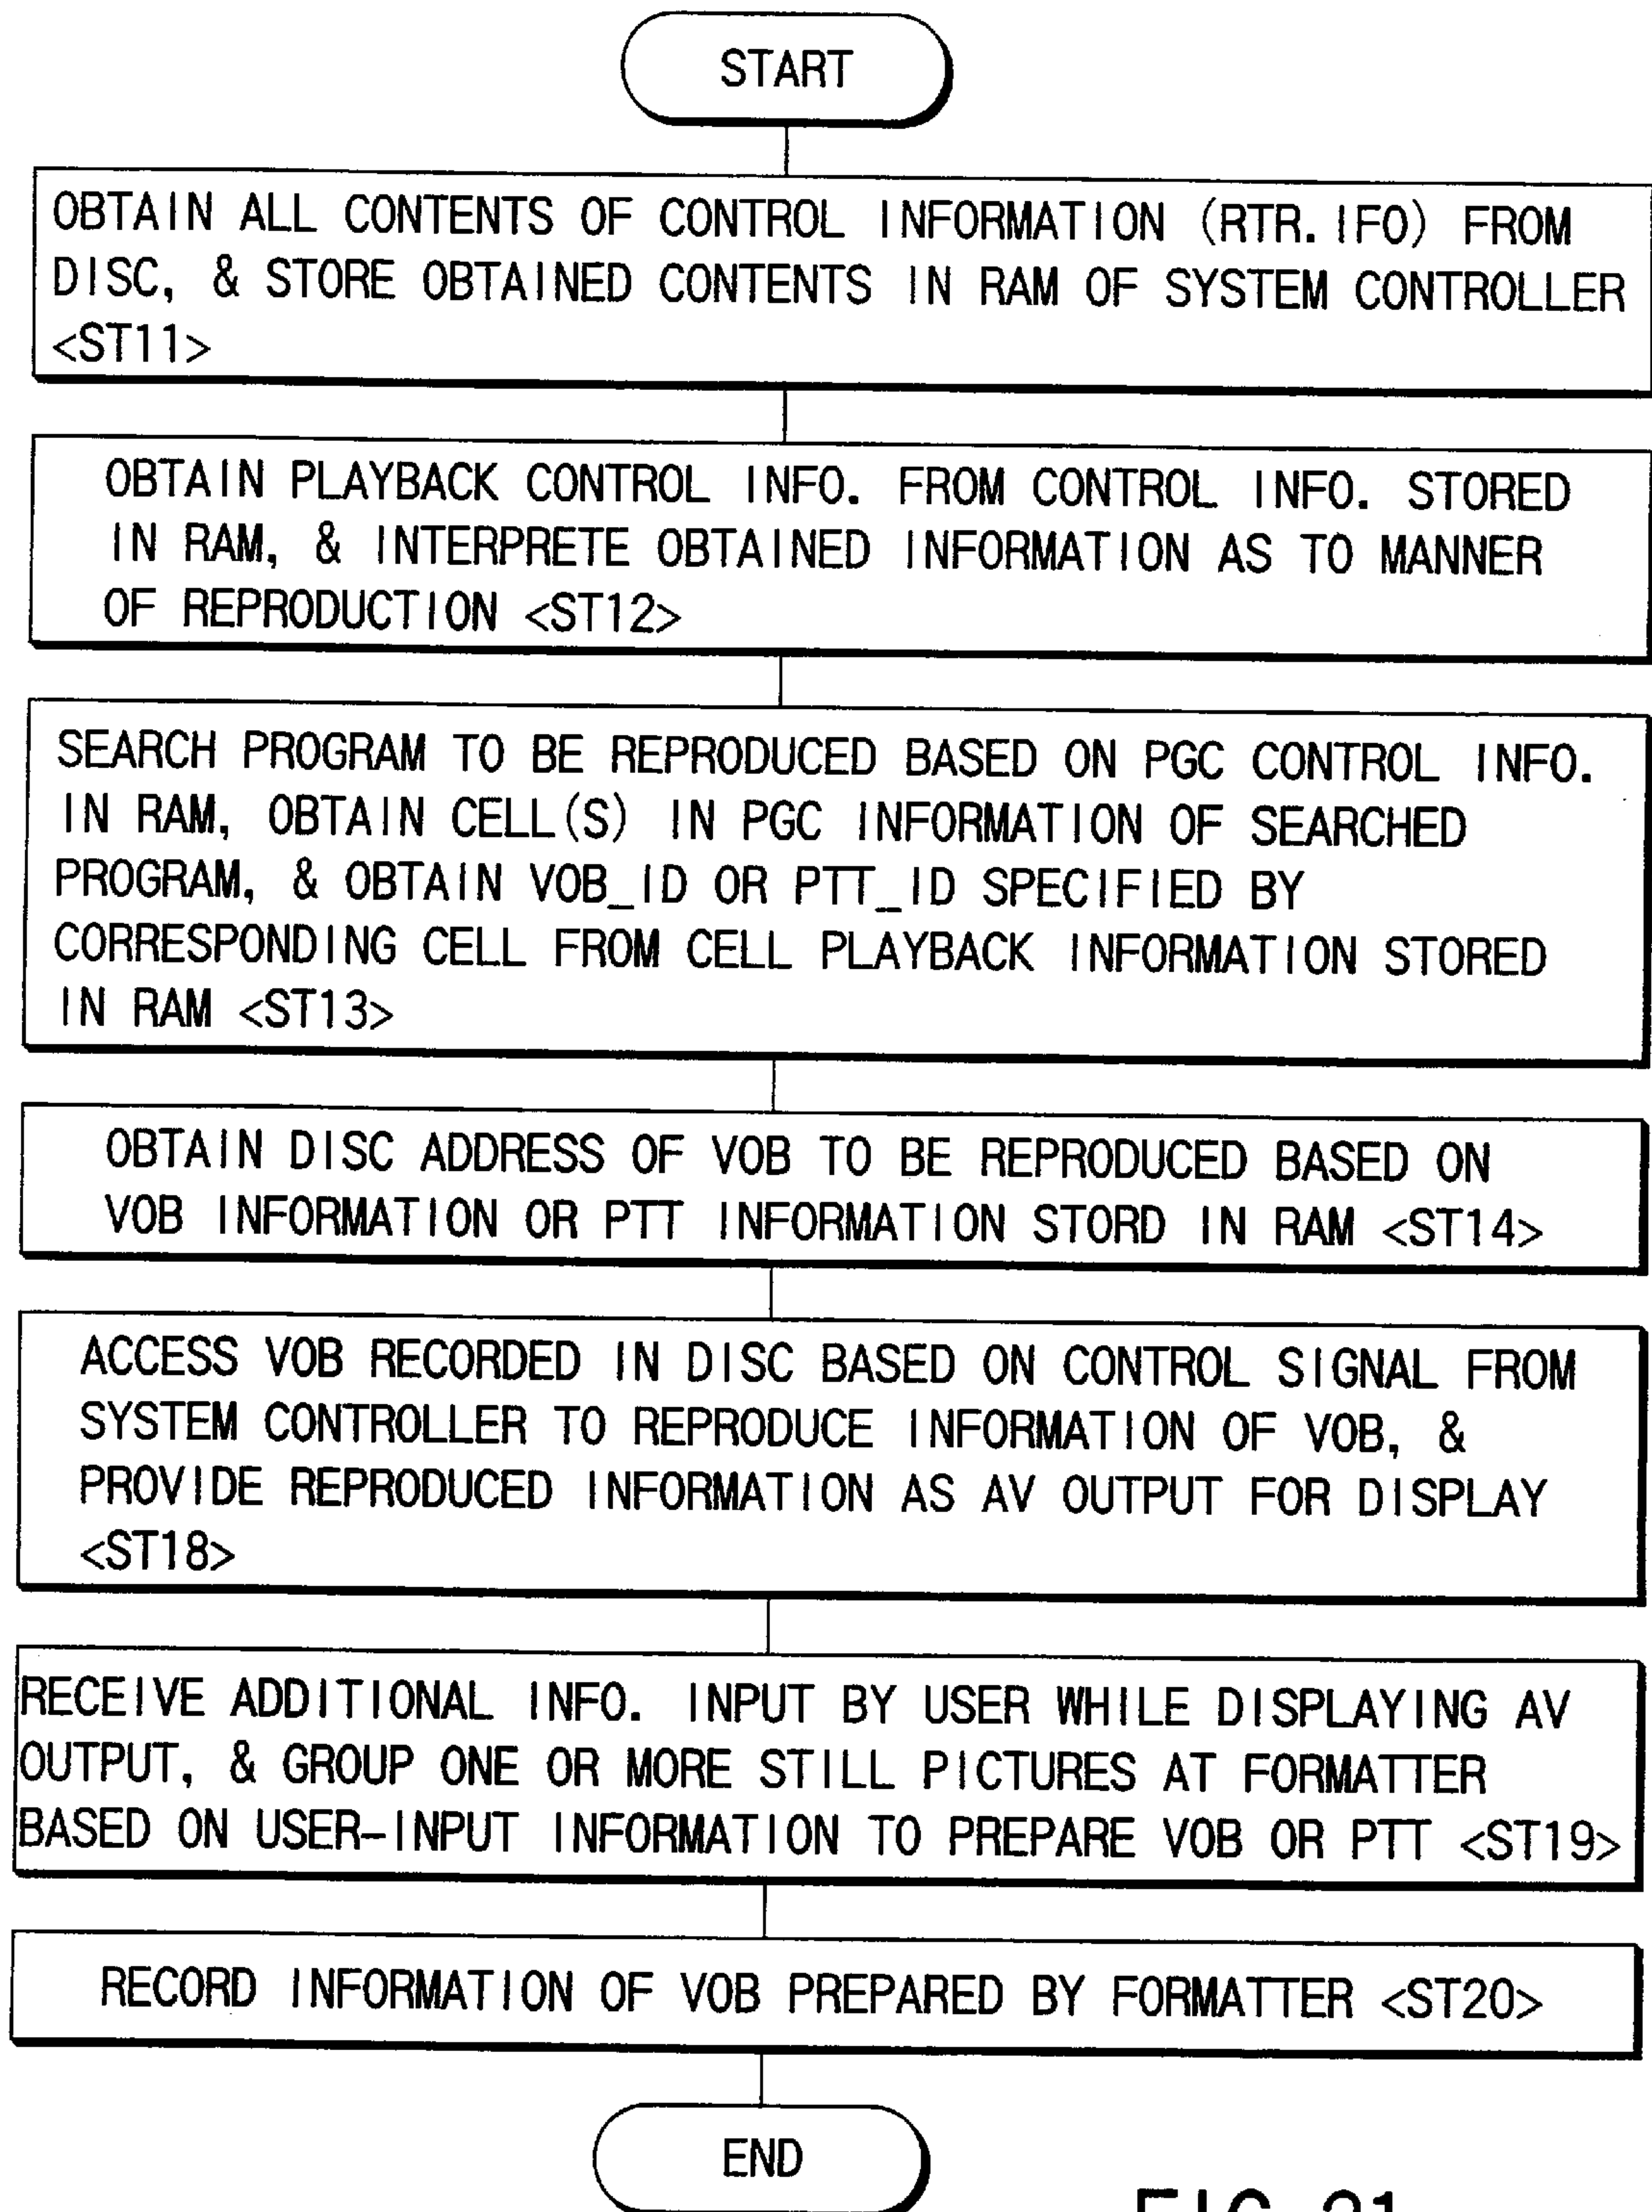 START
OBTAIN ALL CONTENTS OF CONTROL INFORMATION (RTR.IFO) FROM
DISC, & STORE OBTAINED CONTENTS IN RAM OF SYSTEM CONTROLLER
<ST11>
OBTAIN PLAYBACK CONTROL INFO. FROM CONTROL INFO. STORED
IN RAM, & INTERPRETE OBTAINED INFORMATION AS TO MANNER
OF REPRODUCTION <ST12>
SEARCH PROGRAM TO BE REPRODUCED BASED ON PGC CONTROL INFO.
IN RAM, OBTAIN CELL(S) IN PGC INFORMATION OF SEARCHED
PROGRAM, & OBTAIN VOB_ID OR PTT_ID SPECIFIED BY
CORRESPONDING CELL FROM CELL PLAYBACK INFORMATION STORED
IN RAM <ST13>
OBTAIN DISC ADDRESS OF VOB TO BE REPRODUCED BASED ON
VOB INFORMATION OR PTT INFORMATION STORD IN RAM <ST14>
ACCESS VOB RECORDED IN DISC BASED ON CONTROL SIGNAL FROM
SYSTEM CONTROLLER TO REPRODUCE INFORMATION OF VOB, &
PROVIDE REPRODUCED INFORMATION AS AV OUTPUT FOR DISPLAY
<ST18>
RECEIVE ADDITIONAL INFO. INPUT BY USER WHILE DISPLAYING AV
OUTPUT, & GROUP ONE OR MORE STILL PICTURES AT FORMATTER
BASED ON USER-INPUT INFORMATION TO PREPARE VOB OR PTT <ST19>
RECORD INFORMATION OF VOB PREPARED BY FORMATTER <ST20>
END